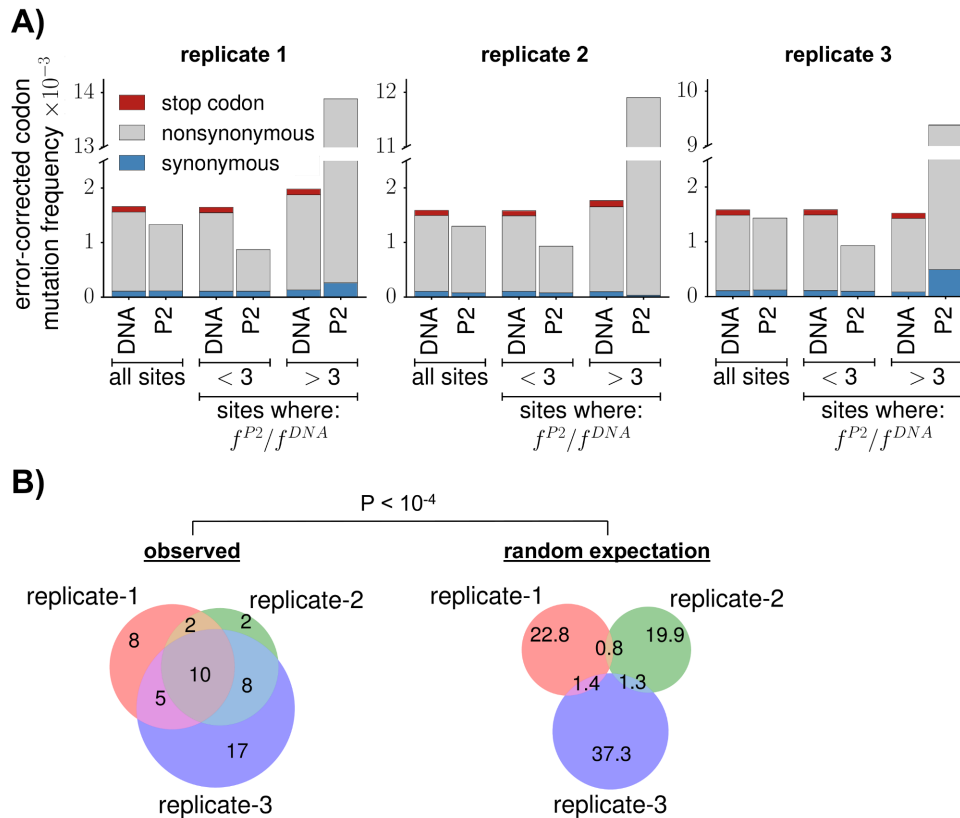 A)
replicate 1
replicate 2
replicate 3
error-corrected codon
mutation frequency ×10⁻³
14
13
2
1
0
stop codon
nonsynonymous
synonymous
12
11
2
1
0
10
9
2
1
0
DNA P2 DNA P2 DNA P2
DNA P2 DNA P2 DNA P2
DNA P2 DNA P2 DNA P2
all sites < 3 > 3
all sites < 3 > 3
all sites < 3 > 3
sites where:
f^{P2}/f^{DNA}
sites where:
f^{P2}/f^{DNA}
sites where:
f^{P2}/f^{DNA}
B)
P < 10⁻⁴
observed
random expectation
replicate-1
replicate-2
8
2
2
10
5
8
17
replicate-3
replicate-1
replicate-2
22.8
0.8
19.9
1.4
1.3
37.3
replicate-3